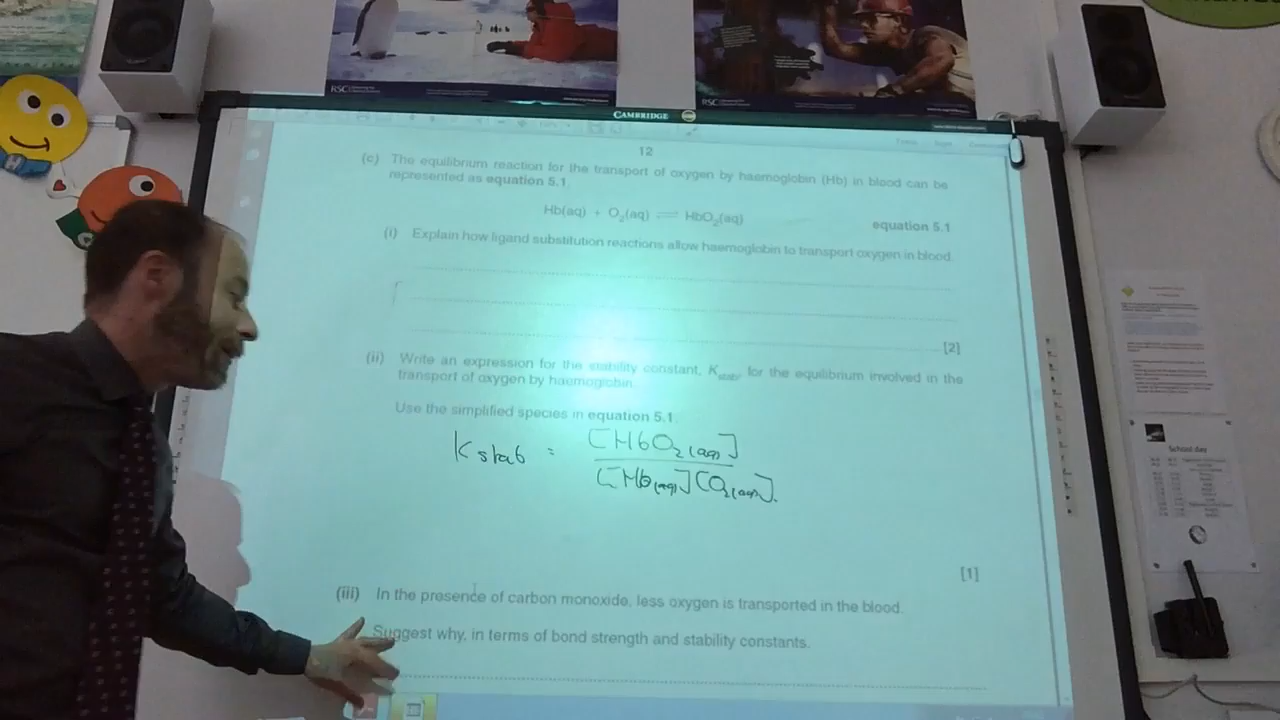 RSC
RSC
CAMBRIDGE
12
(c) The equilibrium reaction for the transport of oxygen by haemoglobin (Hb) in blood can be
represented as equation 5.1.
Hb(aq) + O₂(aq) ⇌ HbO₂(aq)
equation 5.1
(i) Explain how ligand substitution reactions allow haemoglobin to transport oxygen in blood.
[2]
(ii) Write an expression for the stability constant, Kstab, for the equilibrium involved in the
transport of oxygen by haemoglobin.
Use the simplified species in equation 5.1.
Kstab = [HbO₂(aq)]
[Hb(aq)][O₂(aq)].
[1]
(iii) In the presence of carbon monoxide, less oxygen is transported in the blood.
Suggest why, in terms of bond strength and stability constants.
School day